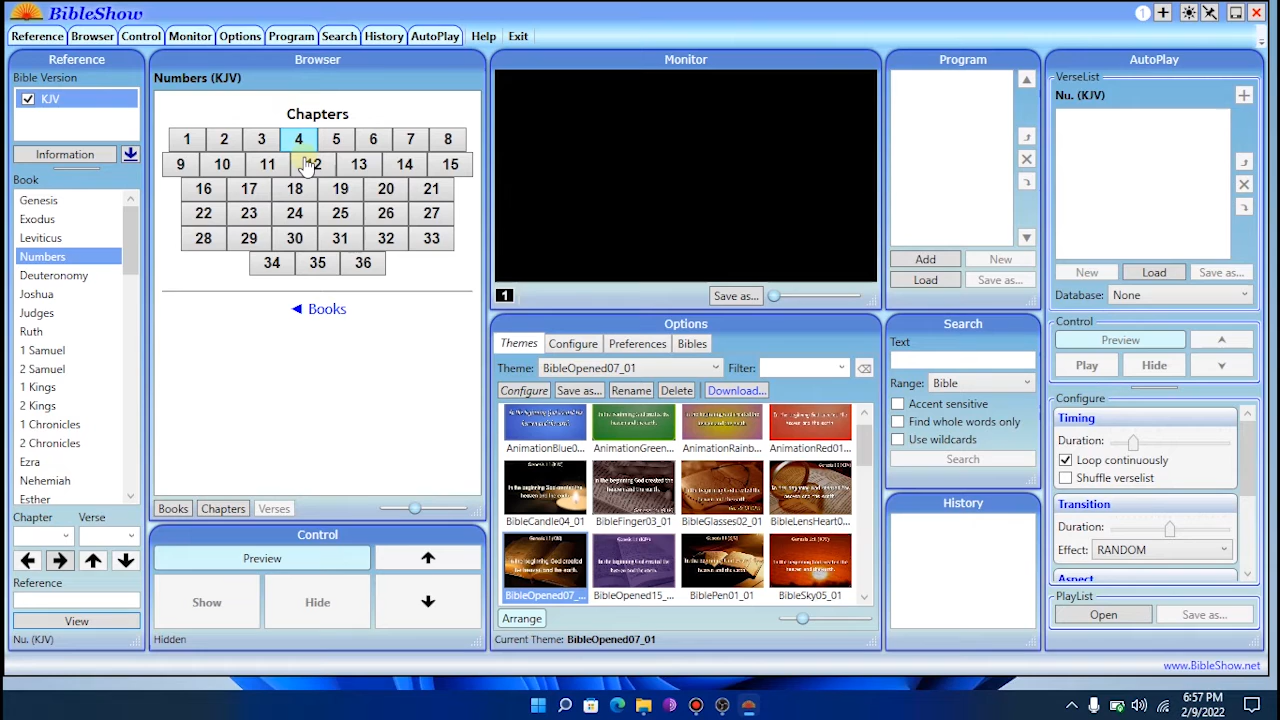 BibleShow
1
Reference Browser Control Monitor Options Program Search History AutoPlay Help Exit
Reference
Bible Version
KJV
Information
Book
Genesis
Exodus
Leviticus
Numbers
Deuteronomy
Joshua
Judges
Ruth
1 Samuel
2 Samuel
1 Kings
2 Kings
1 Chronicles
2 Chronicles
Ezra
Nehemiah
Esther
Chapter Verse
Reference
View
Nu. (KJV)
Browser
Numbers (KJV)
Chapters
1 2 3 4 5 6 7 8
9 10 11 12 13 14 15
16 17 18 19 20 21
22 23 24 25 26 27
28 29 30 31 32 33
34 35 36
◄ Books
Books Chapters Verses
Control
Preview
Show Hide
Hidden
Monitor
1
Save as...
Options
Themes Configure Preferences Bibles
Theme: BibleOpened07_01 Filter:
Configure Save as... Rename Delete Download...
AnimationBlue0... AnimationGreen... AnimationRainb... AnimationRed01...
BibleCandle04_01 BibleFinger03_01 BibleGlasses02_01 BibleLensHeart0...
BibleOpened07_... BibleOpened15_... BiblePen01_01 BibleSky05_01
Arrange
Current Theme: BibleOpened07_01
Program
Add New
Load Save as...
Search
Text
Range: Bible
Accent sensitive
Find whole words only
Use wildcards
Search
History
AutoPlay
VerseList
Nu. (KJV)
New Load Save as...
Database: None
Control
Preview
Play Hide
Configure
Timing
Duration:
Loop continuously
Shuffle verselist
Transition
Duration:
Effect: RANDOM
Aspect
PlayList
Open Save as...
www.BibleShow.net
6:57 PM
2/9/2022